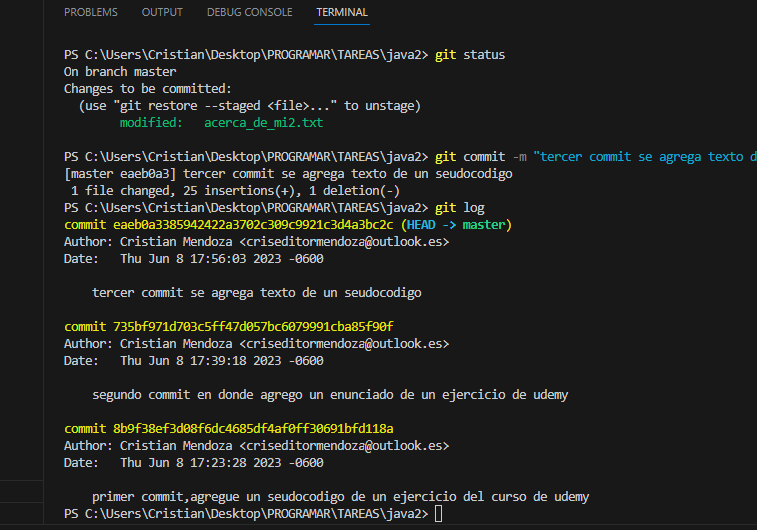 PROBLEMS OUTPUT DEBUG CONSOLE TERMINAL
PS C:\Users\Cristian\Desktop\PROGRAMAR\TAREAS\java2> git status
On branch master
Changes to be committed:
  (use "git restore --staged <file>..." to unstage)
        modified:   acerca_de_mi2.txt
PS C:\Users\Cristian\Desktop\PROGRAMAR\TAREAS\java2> git commit -m "tercer commit se agrega texto d
[master eaeb0a3] tercer commit se agrega texto de un seudocodigo
 1 file changed, 25 insertions(+), 1 deletion(-)
PS C:\Users\Cristian\Desktop\PROGRAMAR\TAREAS\java2> git log
commit eaeb0a3385942422a3702c309c9921c3d4a3bc2c (HEAD -> master)
Author: Cristian Mendoza <criseditormendoza@outlook.es>
Date:   Thu Jun 8 17:56:03 2023 -0600
    tercer commit se agrega texto de un seudocodigo
commit 735bf971d703c5ff47d057bc6079991cba85f90f
Author: Cristian Mendoza <criseditormendoza@outlook.es>
Date:   Thu Jun 8 17:39:18 2023 -0600
    segundo commit en donde agrego un enunciado de un ejercicio de udemy
commit 8b9f38ef3d08f6dc4685df4af0ff30691bfd118a
Author: Cristian Mendoza <criseditormendoza@outlook.es>
Date:   Thu Jun 8 17:23:28 2023 -0600
    primer commit,agregue un seudocodigo de un ejercicio del curso de udemy
PS C:\Users\Cristian\Desktop\PROGRAMAR\TAREAS\java2>